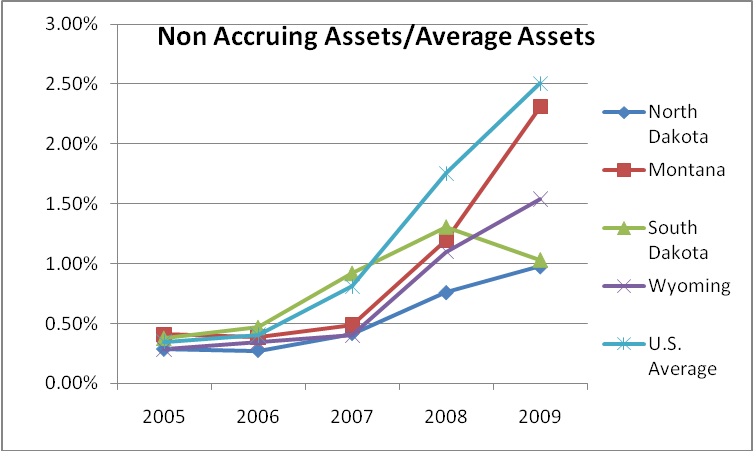 Non Accruing Assets/Average Assets
3.00%
2.50%
2.00%
1.50%
1.00%
0.50%
0.00%
2005 2006 2007 2008 2009
North
Dakota
Montana
South
Dakota
Wyoming
U.S.
Average